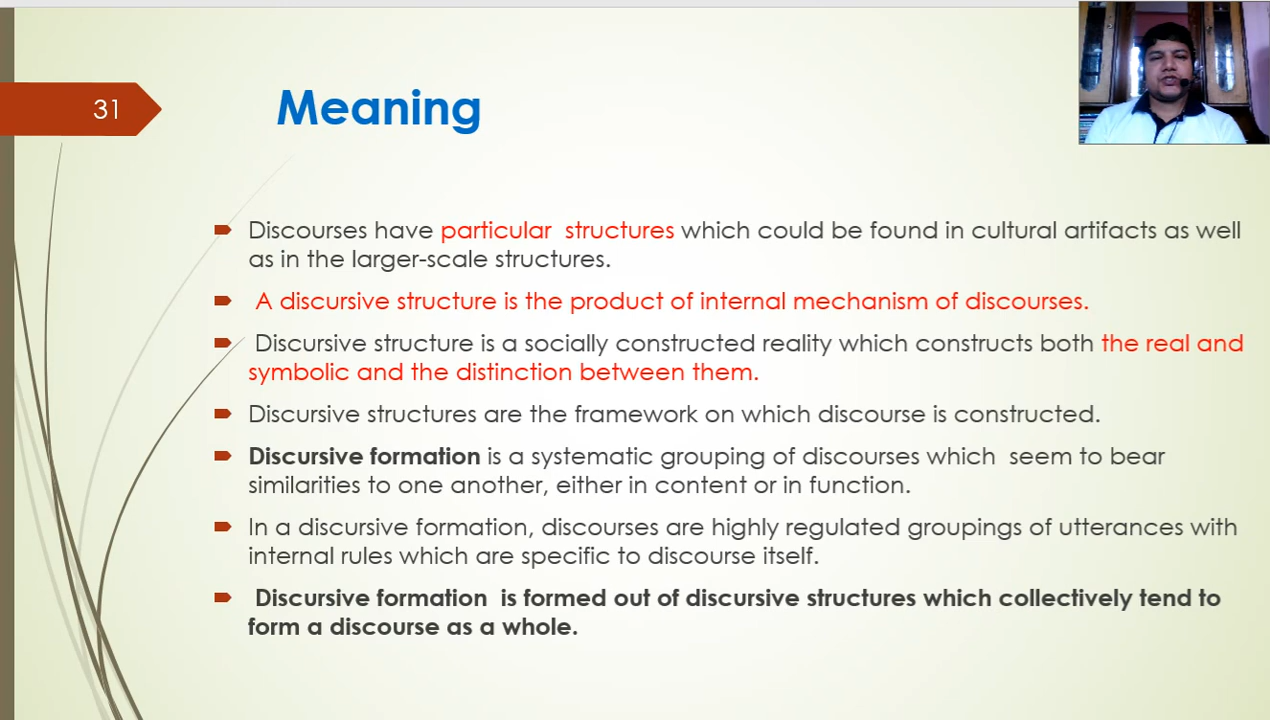 31
Meaning
Discourses have particular structures which could be found in cultural artifacts as well
as in the larger-scale structures.
A discursive structure is the product of internal mechanism of discourses.
Discursive structure is a socially constructed reality which constructs both the real and
symbolic and the distinction between them.
Discursive structures are the framework on which discourse is constructed.
Discursive formation is a systematic grouping of discourses which seem to bear
similarities to one another, either in content or in function.
In a discursive formation, discourses are highly regulated groupings of utterances with
internal rules which are specific to discourse itself.
Discursive formation is formed out of discursive structures which collectively tend to
form a discourse as a whole.